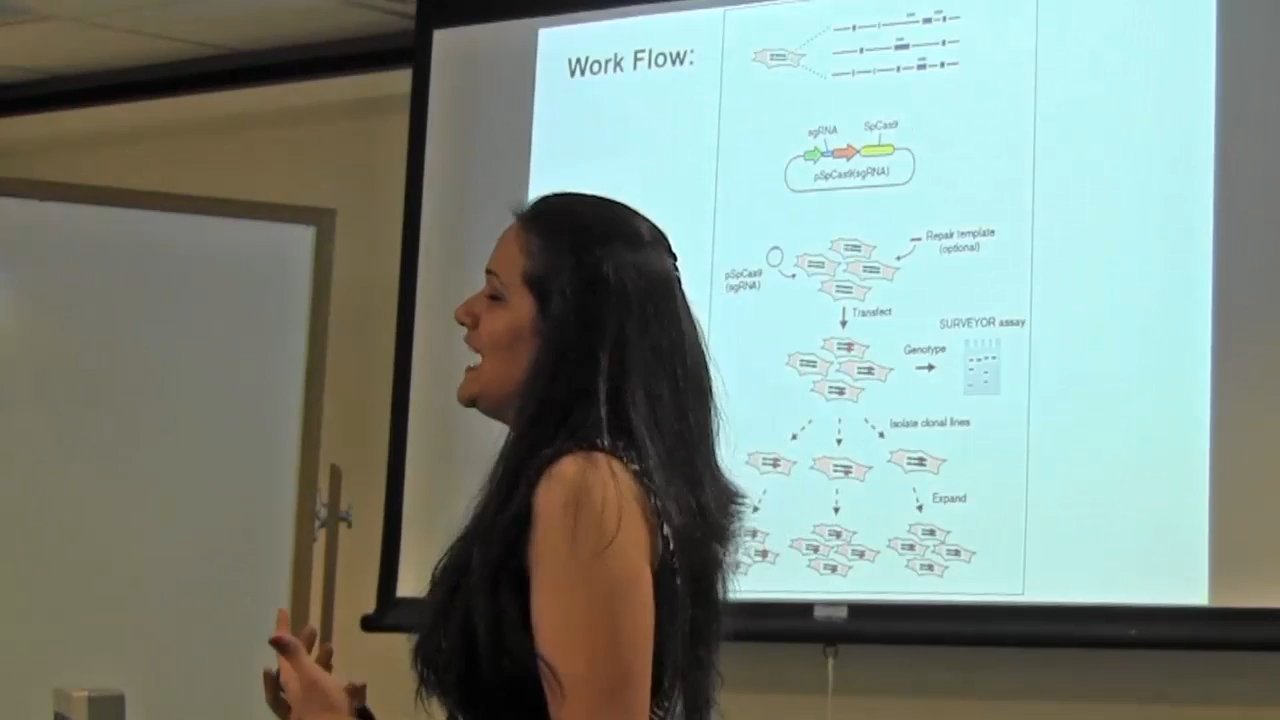 Work Flow:
sgRNA
SpCas9
pSpCas9(sgRNA)
Repair template
(optional)
pSpCas9
(sgRNA)
Transfect
SURVEYOR assay
Genotype
Isolate clonal lines
Expand